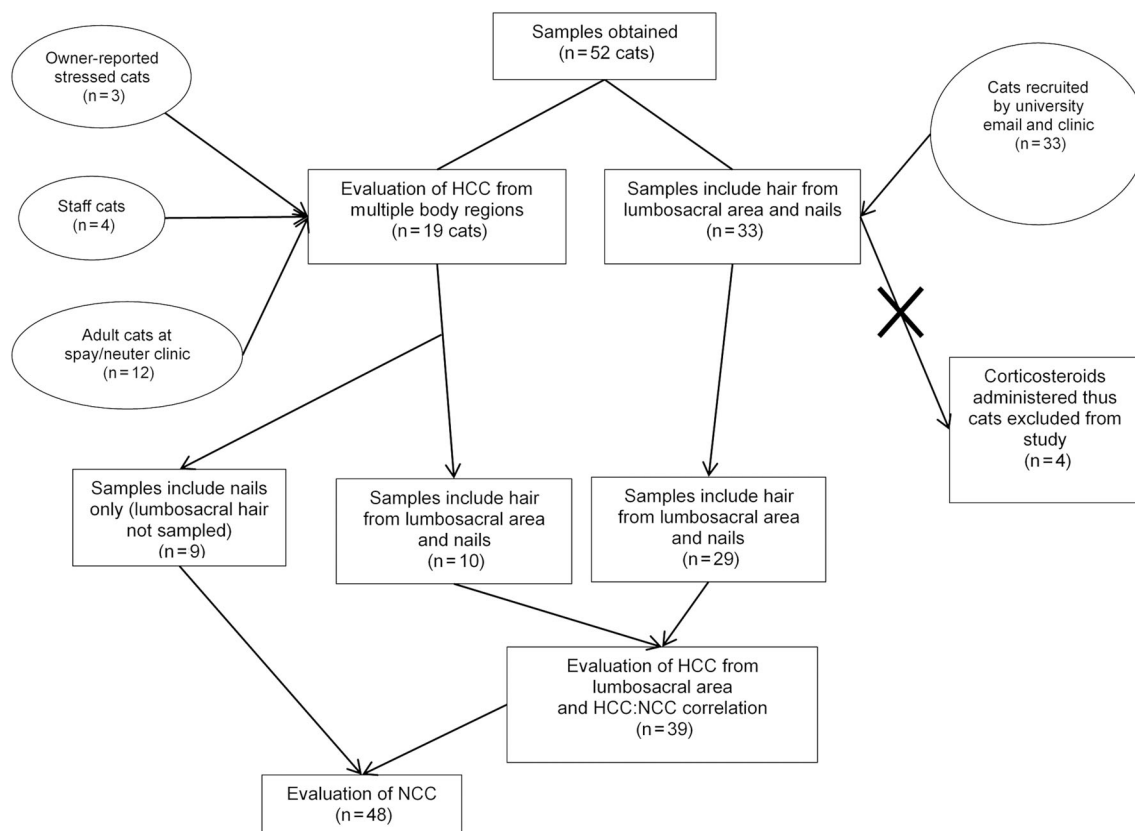 Samples obtained
(n = 52 cats)
Owner-reported
stressed cats
(n = 3)
Cats recruited
by university
email and clinic
(n = 33)
Staff cats
(n = 4)
Evaluation of HCC from
multiple body regions
(n = 19 cats)
Samples include hair from
lumbosacral area and nails
(n = 33)
Adult cats at
spay/neuter clinic
(n = 12)
Corticosteroids
administered thus
cats excluded from
study
(n = 4)
Samples include nails
only (lumbosacral hair
not sampled)
(n = 9)
Samples include hair
from lumbosacral area
and nails
(n = 10)
Samples include hair
from lumbosacral area
and nails
(n = 29)
Evaluation of HCC from
lumbosacral area
and HCC:NCC correlation
(n = 39)
Evaluation of NCC
(n = 48)